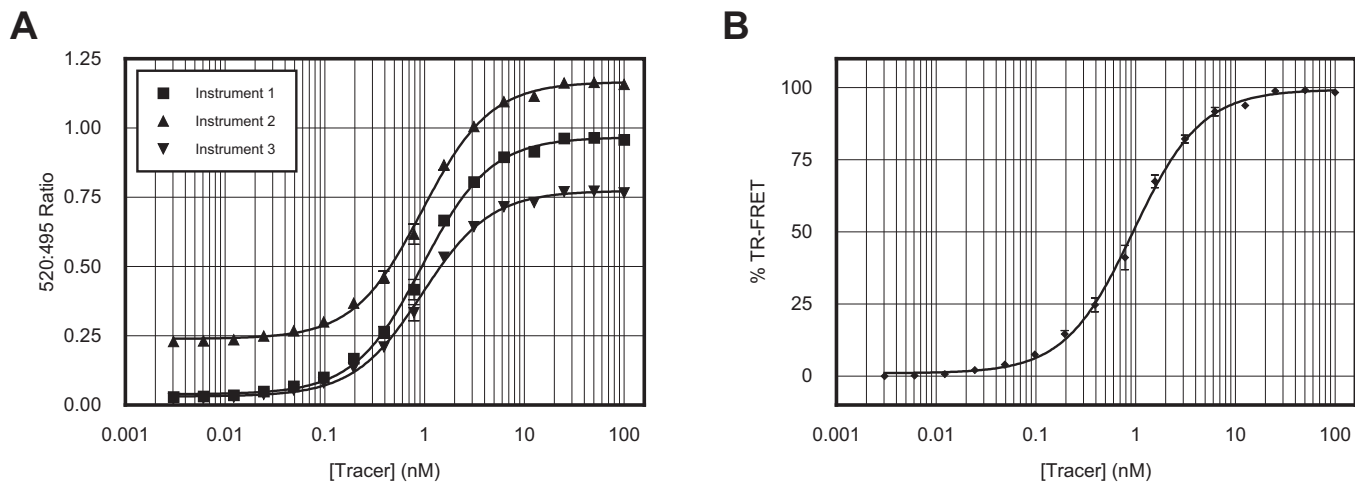 A
520:495 Ratio
1.25
1.00
0.75
0.50
0.25
0.00
Instrument 1
Instrument 2
Instrument 3
0.001
0.01
0.1
1
10
100
[Tracer] (nM)
B
% TR-FRET
100
75
50
25
0
0.001
0.01
0.1
1
10
100
[Tracer] (nM)